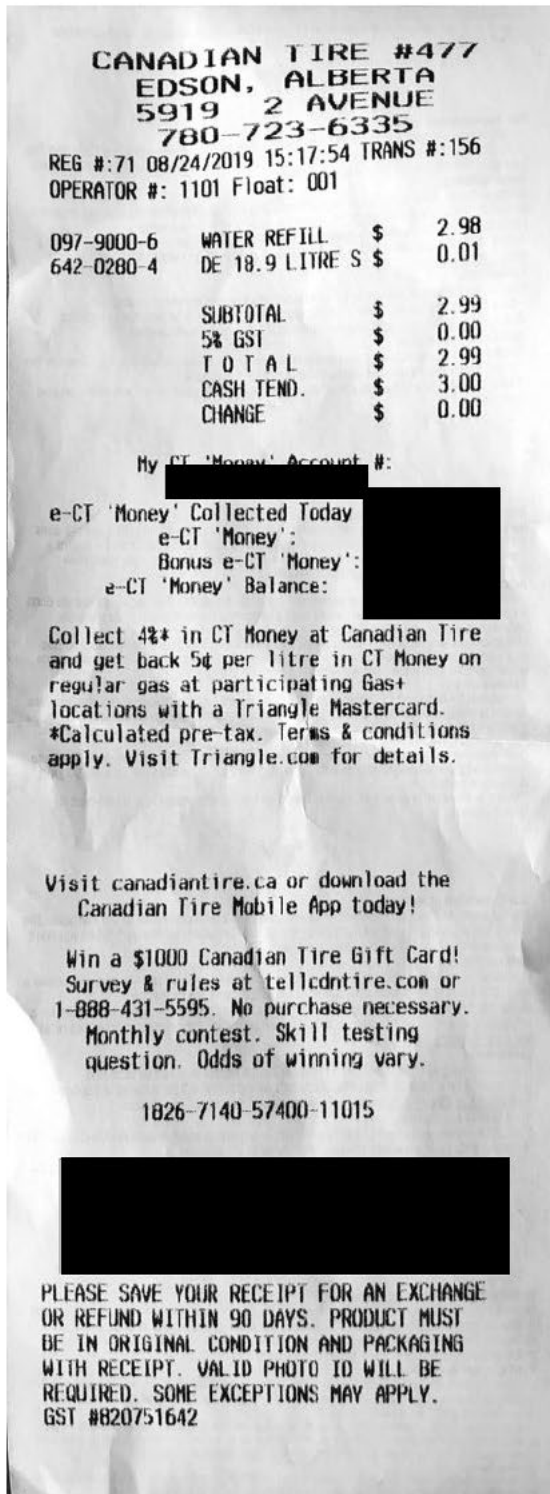 CANADIAN TIRE #477
EDSON, ALBERTA
5919 2 AVENUE
780-723-6335
REG #:71 08/24/2019 15:17:54 TRANS #:156
OPERATOR #: 1101 Float: 001
097-9000-6 WATER REFILL $ 2.98
642-0280-4 DE 18.9 LITRE S $ 0.01
SUBTOTAL $ 2.99
5% GST $ 0.00
T O T A L $ 2.99
CASH TEND. $ 3.00
CHANGE $ 0.00
My CT 'Money' Account #:
e-CT 'Money' Collected Today
e-CT 'Money':
Bonus e-CT 'Money':
e-CT 'Money' Balance:
Collect 4%* in CT Money at Canadian Tire
and get back 5¢ per litre in CT Money on
regular gas at participating Gas+
locations with a Triangle Mastercard.
*Calculated pre-tax. Terms & conditions
apply. Visit Triangle.com for details.
Visit canadiantire.ca or download the
Canadian Tire Mobile App today!
Win a $1000 Canadian Tire Gift Card!
Survey & rules at tellcdntire.com or
1-888-431-5595. No purchase necessary.
Monthly contest. Skill testing
question. Odds of winning vary.
1826-7140-57400-11015
PLEASE SAVE YOUR RECEIPT FOR AN EXCHANGE
OR REFUND WITHIN 90 DAYS. PRODUCT MUST
BE IN ORIGINAL CONDITION AND PACKAGING
WITH RECEIPT. VALID PHOTO ID WILL BE
REQUIRED. SOME EXCEPTIONS MAY APPLY.
GST #820751642